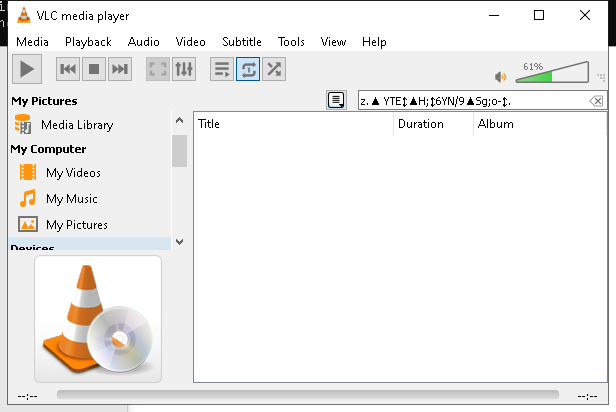 VLC media player
Media Playback Audio Video Subtitle Tools View Help
61%
My Pictures
z.▲ YTE↨▲H;↨6YN/9▲Sg;o-↨.
Media Library
Title Duration Album
My Computer
My Videos
My Music
My Pictures
Devices
--:-- --:--